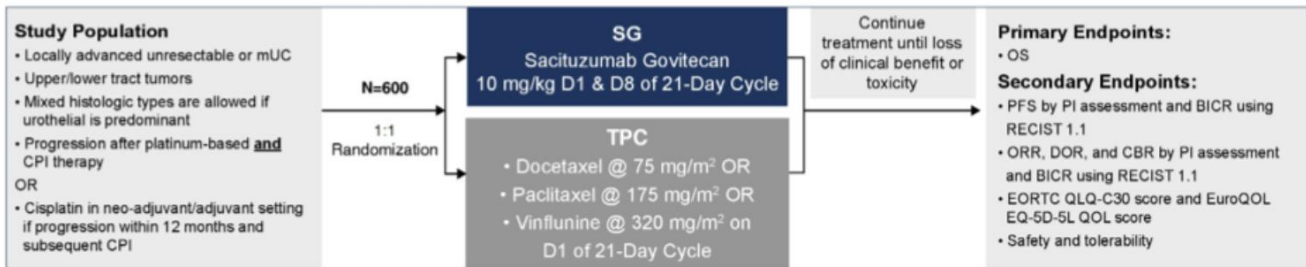 Study Population
• Locally advanced unresectable or mUC
• Upper/lower tract tumors
• Mixed histologic types are allowed if
urothelial is predominant
• Progression after platinum-based and
CPI therapy
OR
• Cisplatin in neo-adjuvant/adjuvant setting
if progression within 12 months and
subsequent CPI
N=600
1:1
Randomization
SG
Sacituzumab Govitecan
10 mg/kg D1 & D8 of 21-Day Cycle
TPC
• Docetaxel @ 75 mg/m² OR
• Paclitaxel @ 175 mg/m² OR
• Vinflunine @ 320 mg/m² on
D1 of 21-Day Cycle
Continue
treatment until loss
of clinical benefit or
toxicity
Primary Endpoints:
• OS
Secondary Endpoints:
• PFS by PI assessment and BICR using
RECIST 1.1
• ORR, DOR, and CBR by PI assessment
and BICR using RECIST 1.1
• EORTC QLQ-C30 score and EuroQOL
EQ-5D-5L QOL score
• Safety and tolerability